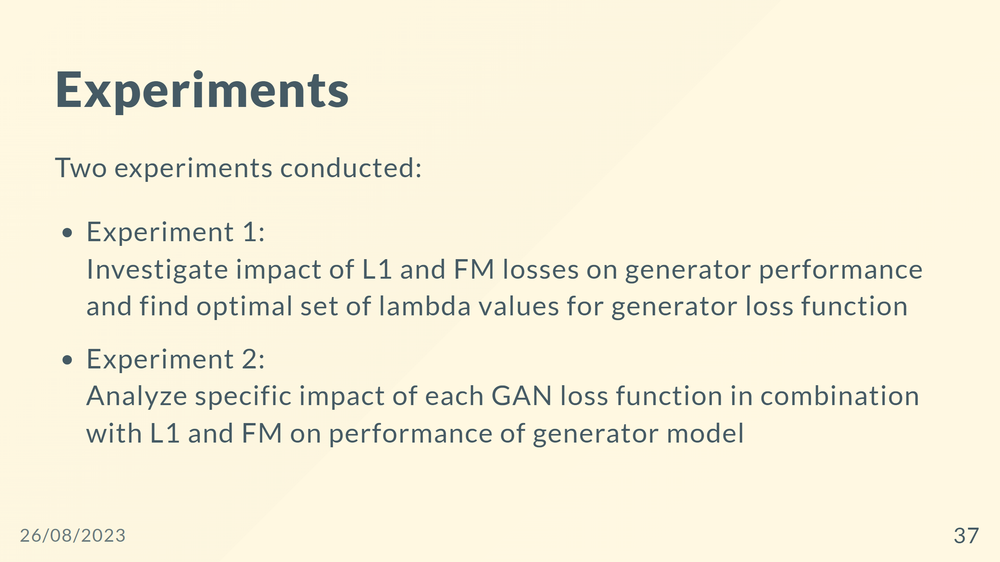 Experiments
Two experiments conducted:
• Experiment 1:
Investigate impact of L1 and FM losses on generator performance
and find optimal set of lambda values for generator loss function
• Experiment 2:
Analyze specific impact of each GAN loss function in combination
with L1 and FM on performance of generator model
26/08/2023
37